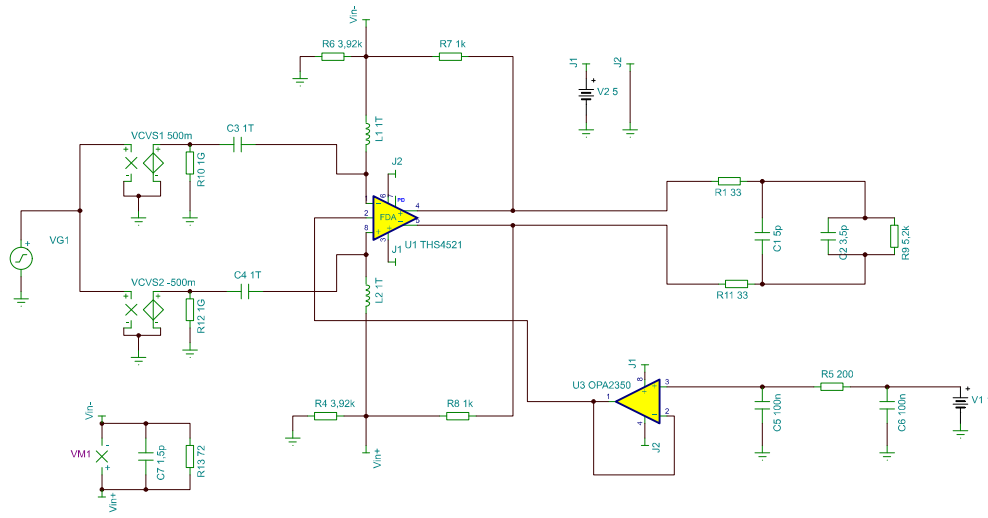 Vin-
R6 3,92k
R7 1k
J1
J2
V2 5
+
L1 1T
VCVS1 500m
C3 1T
R10 1G
J2
R1 33
FDA
PD
6
7
2
8
3
4
5
U1 THS4521
J1
VG1
C1 5p
C2 3,5p
R9 5,2k
C4 1T
L2 1T
VCVS2 -500m
R12 1G
R11 33
U3 OPA2350
J1
8
3
1
2
4
J2
R5 200
C5 100n
C6 100n
V1
R4 3,92k
R8 1k
Vin+
Vin-
VM1
C7 1,5p
R13 72
Vin+